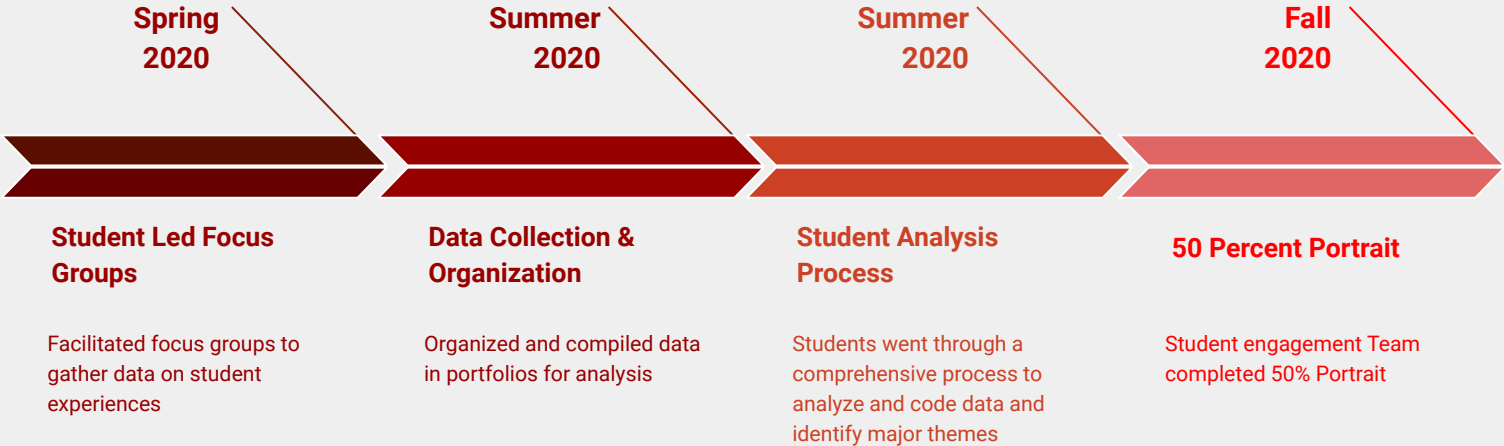 Spring
2020
Summer
2020
Summer
2020
Fall
2020
Student Led Focus
Groups
Data Collection &
Organization
Student Analysis
Process
50 Percent Portrait
Facilitated focus groups to
gather data on student
experiences
Organized and compiled data
in portfolios for analysis
Students went through a
comprehensive process to
analyze and code data and
identify major themes
Student engagement Team
completed 50% Portrait